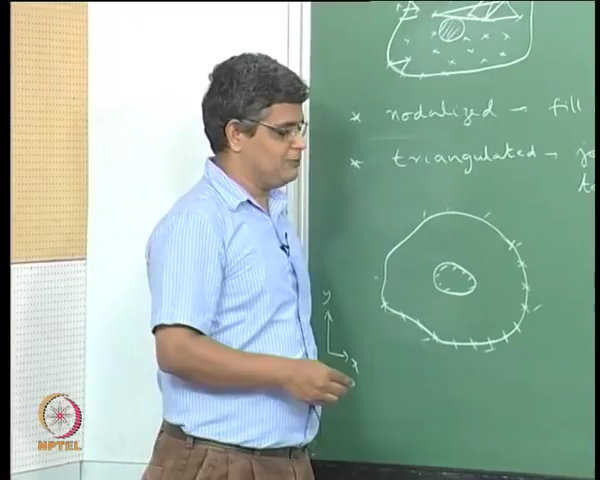 * nodalized → fill
* triangulated →
y
x
NPTEL